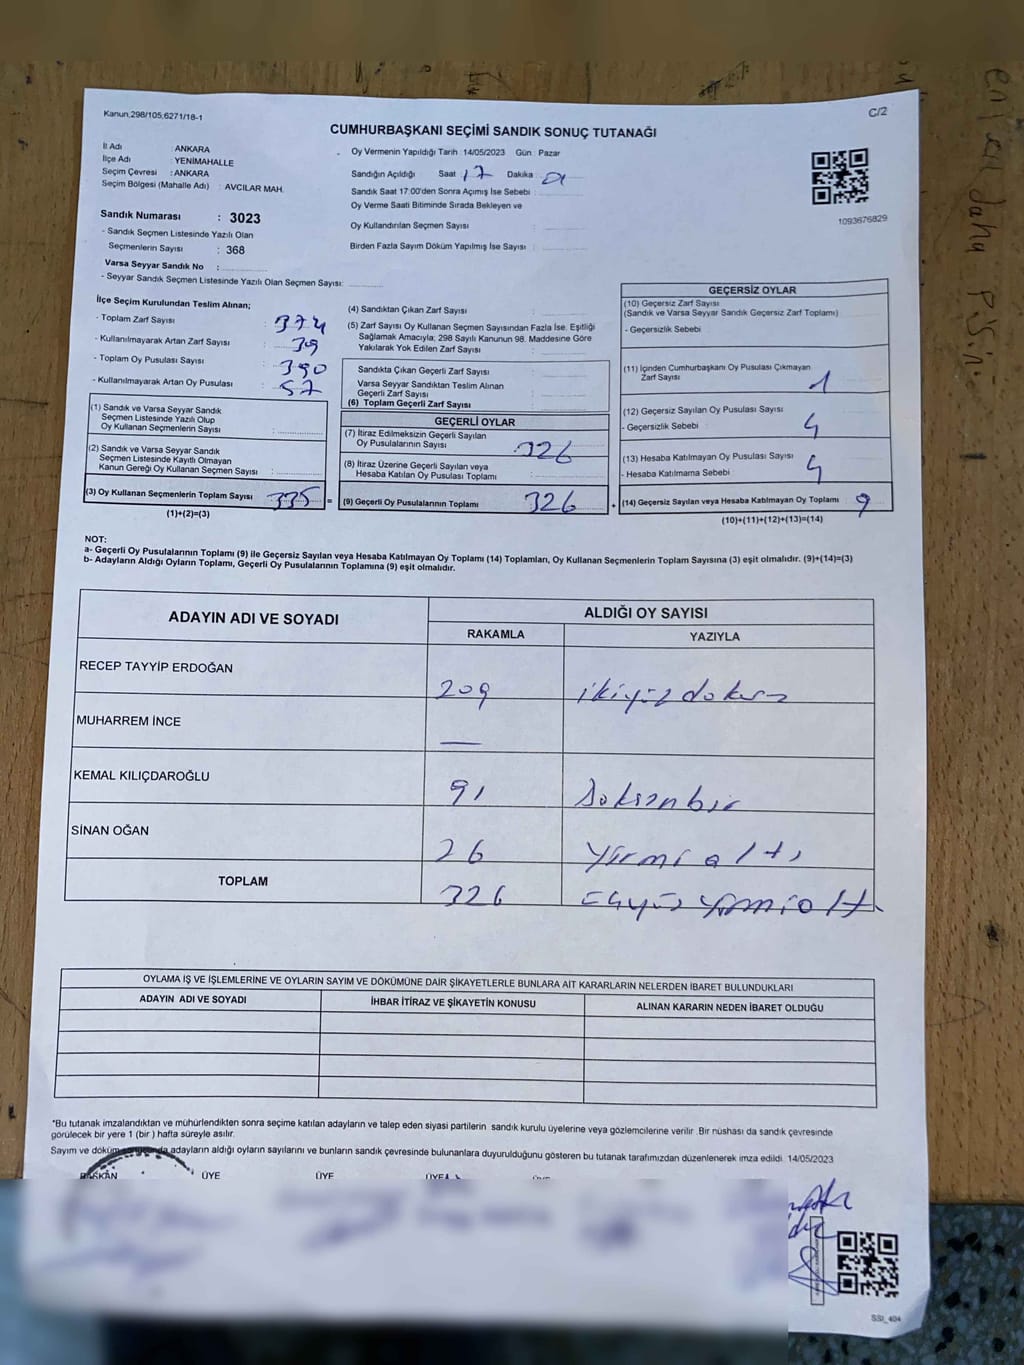 Kanun,298/105;6271/18-1
C/2
CUMHURBAŞKANI SEÇİMİ SANDIK SONUÇ TUTANAĞI
İl Adı : ANKARA
İlçe Adı : YENİMAHALLE
Seçim Çevresi : ANKARA
Seçim Bölgesi (Mahalle Adı) : AVCILAR MAH.
Sandık Numarası : 3023
- Sandık Seçmen Listesinde Yazılı Olan
Seçmenlerin Sayısı : 368
Varsa Seyyar Sandık No :
- Seyyar Sandık Seçmen Listesinde Yazılı Olan Seçmen Sayısı:
Oy Vermenin Yapıldığı Tarih :14/05/2023 Gün : Pazar
Sandığın Açıldığı Saat : 17 Dakika :
Sandık Saat 17:00'den Sonra Açımış İse Sebebi :
Oy Verme Saati Bitiminde Sırada Bekleyen ve
Oy Kullandırılan Seçmen Sayısı :
Birden Fazla Sayım Döküm Yapılmış İse Sayısı :
1093676829
İlçe Seçim Kurulundan Teslim Alınan;
- Toplam Zarf Sayısı : 374
- Kullanılmayarak Artan Zarf Sayısı : 39
- Toplam Oy Pusulası Sayısı : 390
- Kullanılmayarak Artan Oy Pusulası : 57
(1) Sandık ve Varsa Seyyar Sandık
Seçmen Listesinde Yazılı Olup
Oy Kullanan Seçmenlerin Sayısı :
(2) Sandık ve Varsa Seyyar Sandık
Seçmen Listesinde Kayıtlı Olmayan
Kanun Gereği Oy Kullanan Seçmen Sayısı :
(3) Oy Kullanan Seçmenlerin Toplam Sayısı 335 =
(1)+(2)=(3)
(4) Sandıktan Çıkan Zarf Sayısı :
(5) Zarf Sayısı Oy Kullanan Seçmen Sayısından Fazla İse, Eşitliği
Sağlamak Amacıyla; 298 Sayılı Kanunun 98. Maddesine Göre
Yakılarak Yok Edilen Zarf Sayısı :
Sandıkta Çıkan Geçerli Zarf Sayısı :
Varsa Seyyar Sandıktan Teslim Alınan
Geçerli Zarf Sayısı :
(6) Toplam Geçerli Zarf Sayısı :
GEÇERLİ OYLAR
(7) İtiraz Edilmeksizin Geçerli Sayılan
Oy Pusulalarının Sayısı : 326
(8) İtiraz Üzerine Geçerli Sayılan veya
Hesaba Katılan Oy Pusulası Toplamı :
(9) Geçerli Oy Pusulalarının Toplamı 326 +
GEÇERSİZ OYLAR
(10) Geçersiz Zarf Sayısı
(Sandık ve Varsa Seyyar Sandık Geçersiz Zarf Toplamı) :
- Geçersizlik Sebebi
(11) İçinden Cumhurbaşkanı Oy Pusulası Çıkmayan
Zarf Sayısı : 1
(12) Geçersiz Sayılan Oy Pusulası Sayısı : 4
- Geçersizlik Sebebi :
(13) Hesaba Katılmayan Oy Pusulası Sayısı : 4
- Hesaba Katılmama Sebebi :
(14) Geçersiz Sayılan veya Hesaba Katılmayan Oy Toplamı 9
(10)+(11)+(12)+(13)=(14)
NOT:
a- Geçerli Oy Pusulalarının Toplamı (9) ile Geçersiz Sayılan veya Hesaba Katılmayan Oy Toplamı (14) Toplamları, Oy Kullanan Seçmenlerin Toplam Sayısına (3) eşit olmalıdır. (9)+(14)=(3)
b- Adayların Aldığı Oyların Toplamı, Geçerli Oy Pusulalarının Toplamına (9) eşit olmalıdır.
ADAYIN ADI VE SOYADI ALDIĞI OY SAYISI
RAKAMLA YAZIYLA
RECEP TAYYİP ERDOĞAN 209 ikiyüz dokuz
MUHARREM İNCE —
KEMAL KILIÇDAROĞLU 91 doksan bir
SİNAN OĞAN 26 yirmi altı
TOPLAM 326 üçyüz yirmialtı
OYLAMA İŞ VE İŞLEMLERİNE VE OYLARIN SAYIM VE DÖKÜMÜNE DAİR ŞİKAYETLERLE BUNLARA AİT KARARLARIN NELERDEN İBARET BULUNDUKLARI
ADAYIN ADI VE SOYADI İHBAR İTİRAZ VE ŞİKAYETİN KONUSU ALINAN KARARIN NEDEN İBARET OLDUĞU
*Bu tutanak imzalandıktan ve mühürlendikten sonra seçime katılan adayların ve talep eden siyasi partilerin sandık kurulu üyelerine veya gözlemcilerine verilir .Bir nüshası da sandık çevresinde
görülecek bir yere 1 (bir ) hafta süreyle asılır.
Sayım ve döküm sonucunda adayların aldığı oyların sayılarını ve bunların sandık çevresinde bulunanlara duyurulduğunu gösteren bu tutanak tarafımızdan düzenlenerek imza edildi. 14/05/2023
BAŞKAN ÜYE ÜYE ÜYE
SSI_404